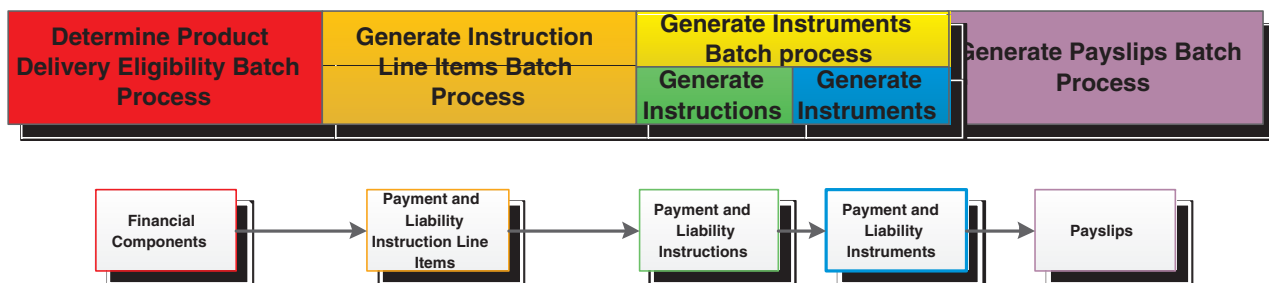 Determine Product
Delivery Eligibility Batch
Process
Generate Instruction
Line Items Batch
Process
Generate Instruments
Batch process
Generate
Instructions
Generate
Instruments
Generate Payslips Batch
Process
Financial
Components
Payment and
Liability
Instruction Line
Items
Payment and
Liability
Instructions
Payment and
Liability
Instruments
Payslips